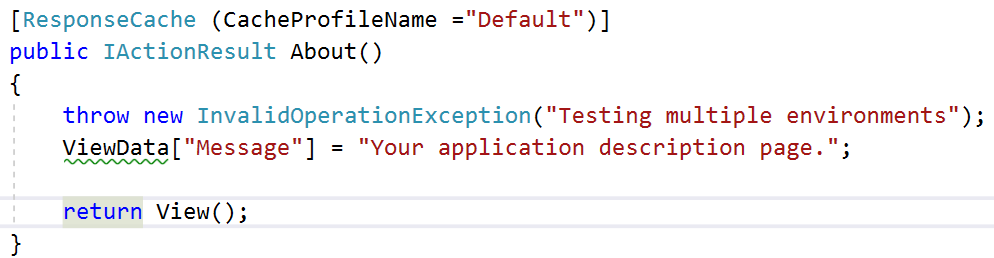 [ResponseCache (CacheProfileName ="Default")]
public IActionResult About()
{
    throw new InvalidOperationException("Testing multiple environments");
    ViewData["Message"] = "Your application description page.";

    return View();
}